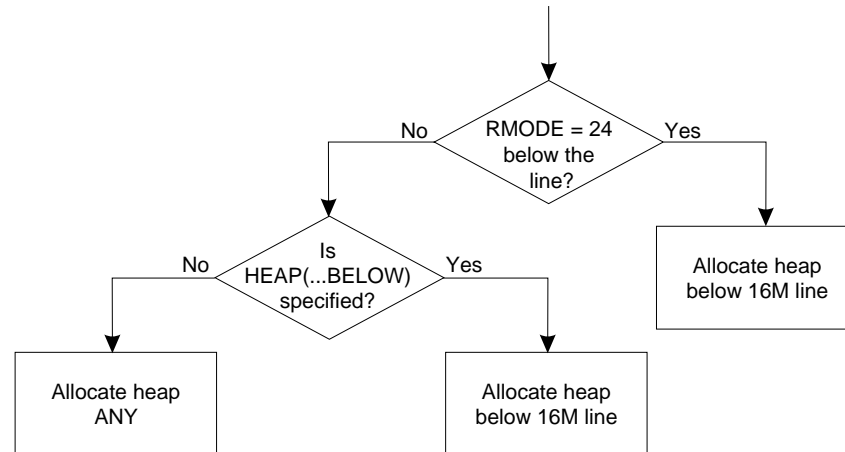 No
RMODE = 24
below the
line?
Yes
No
Is
HEAP(...BELOW)
specified?
Yes
Allocate heap
below 16M line
Allocate heap
ANY
Allocate heap
below 16M line